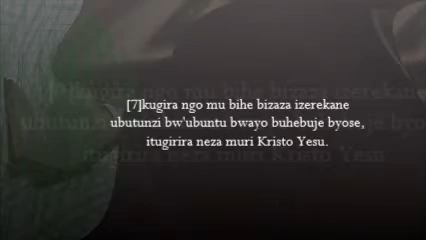 [7]kugira ngo mu bihe bizaza izerekane
ubutunzi bw'ubuntu bwayo buhebuje byose,
itugirira neza muri Kristo Yesu.